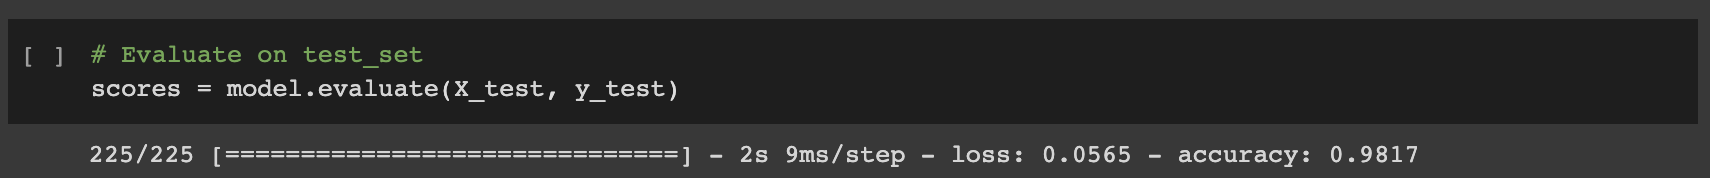 [ ] # Evaluate on test_set
scores = model.evaluate(X_test, y_test)
225/225 [==============================] - 2s 9ms/step - loss: 0.0565 - accuracy: 0.9817